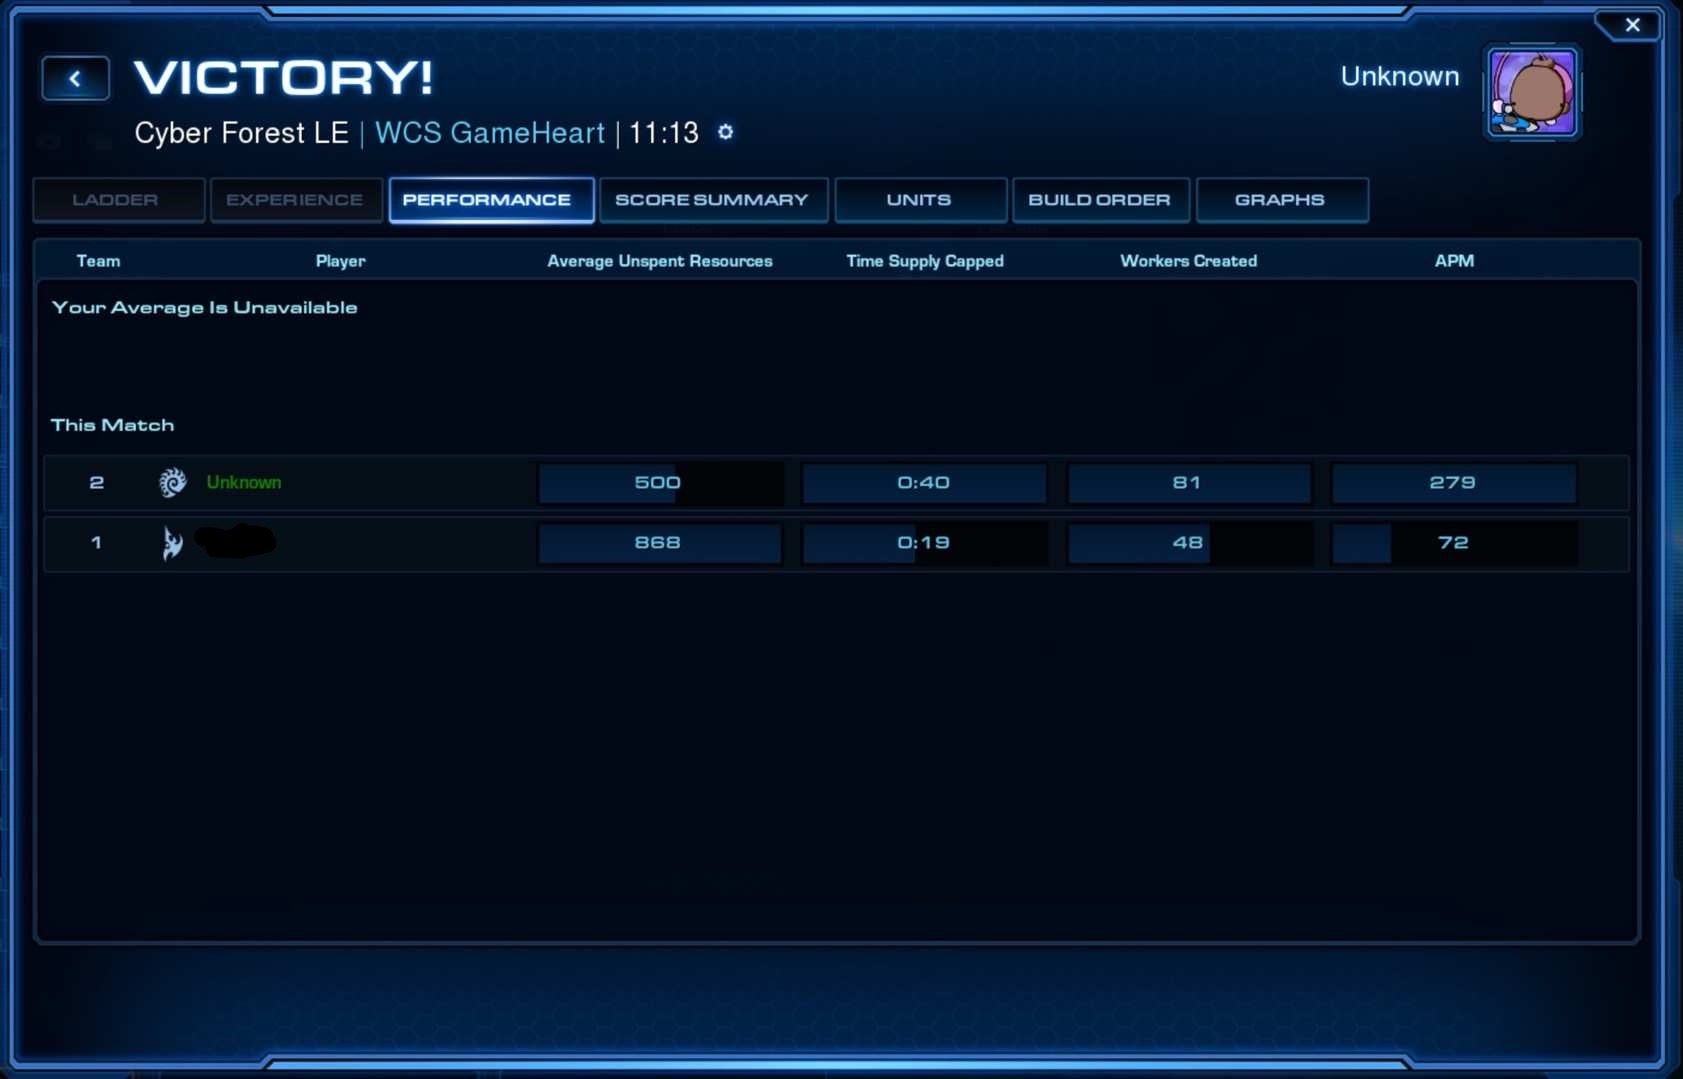 VICTORY!
Unknown
Cyber Forest LE | WCS GameHeart | 11:13
LADDER EXPERIENCE PERFORMANCE SCORE SUMMARY UNITS BUILD ORDER GRAPHS
Team Player Average Unspent Resources Time Supply Capped Workers Created APM
Your Average Is Unavailable
This Match
2 Unknown 500 0:40 81 279
1 868 0:19 48 72